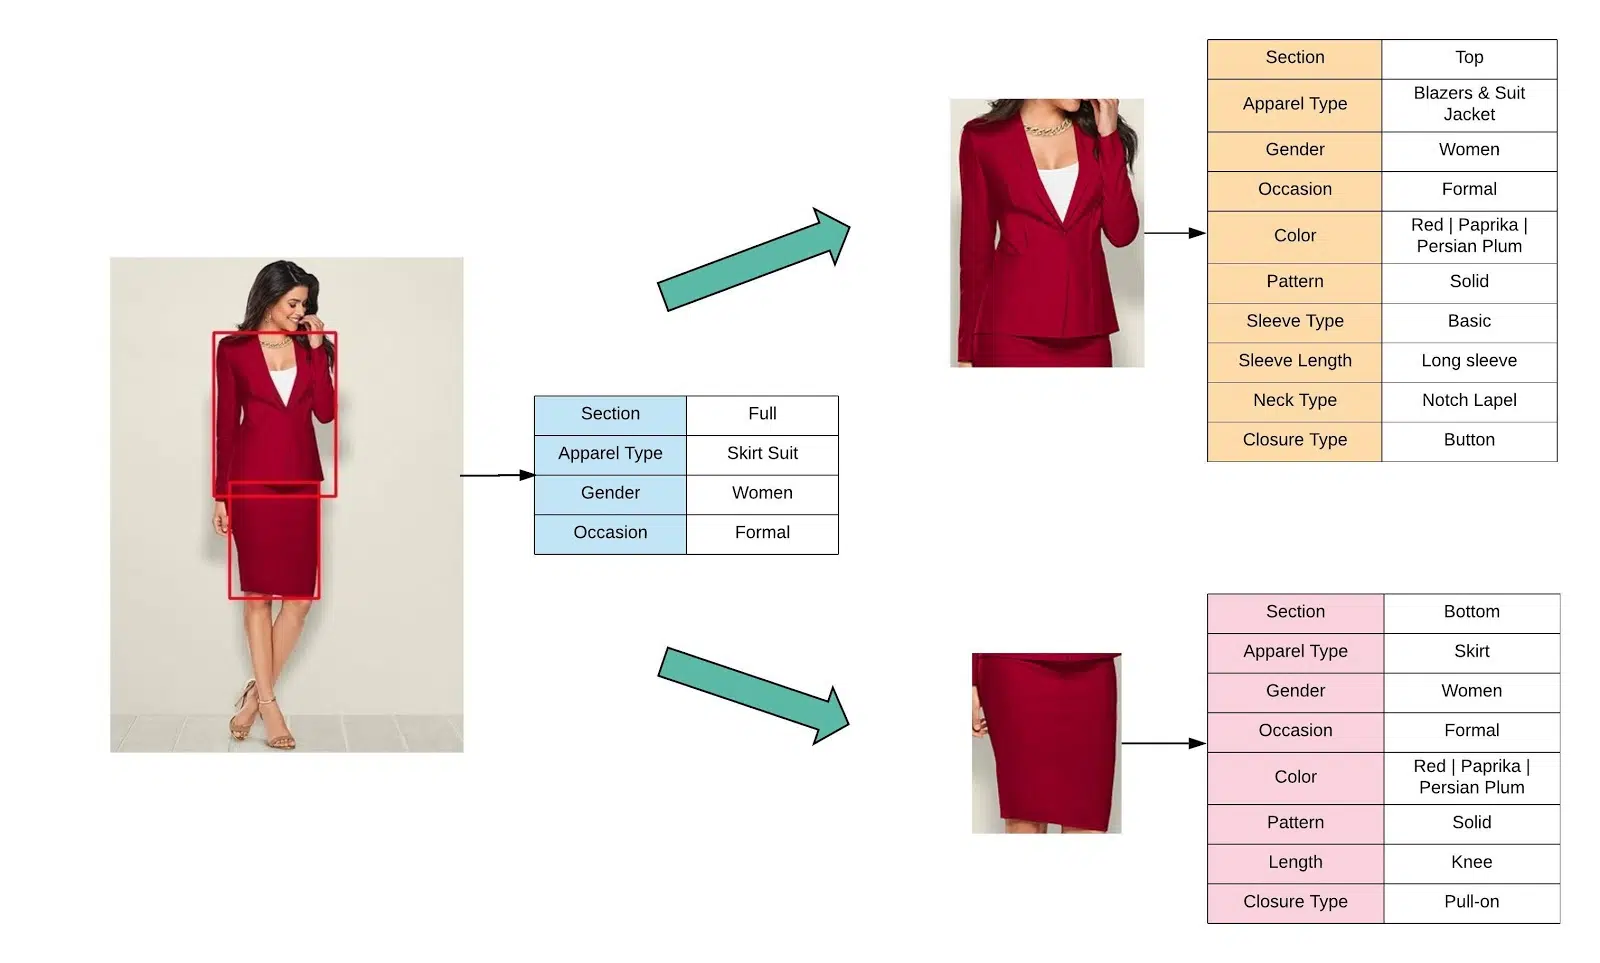 Section Full
Apparel Type Skirt Suit
Gender Women
Occasion Formal
Section Top
Apparel Type Blazers & Suit
Jacket
Gender Women
Occasion Formal
Color Red | Paprika |
Persian Plum
Pattern Solid
Sleeve Type Basic
Sleeve Length Long sleeve
Neck Type Notch Lapel
Closure Type Button
Section Bottom
Apparel Type Skirt
Gender Women
Occasion Formal
Color Red | Paprika |
Persian Plum
Pattern Solid
Length Knee
Closure Type Pull-on